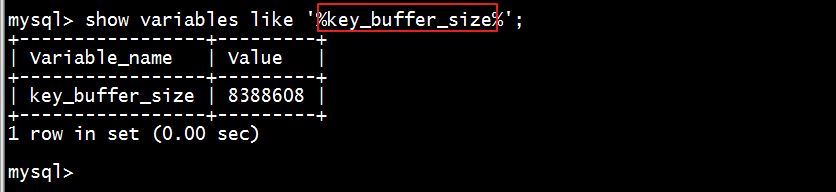 mysql> show variables like '%key_buffer_size%';
+-----------------+---------+
| Variable_name   | Value   |
+-----------------+---------+
| key_buffer_size | 8388608 |
+-----------------+---------+
1 row in set (0.00 sec)
mysql>